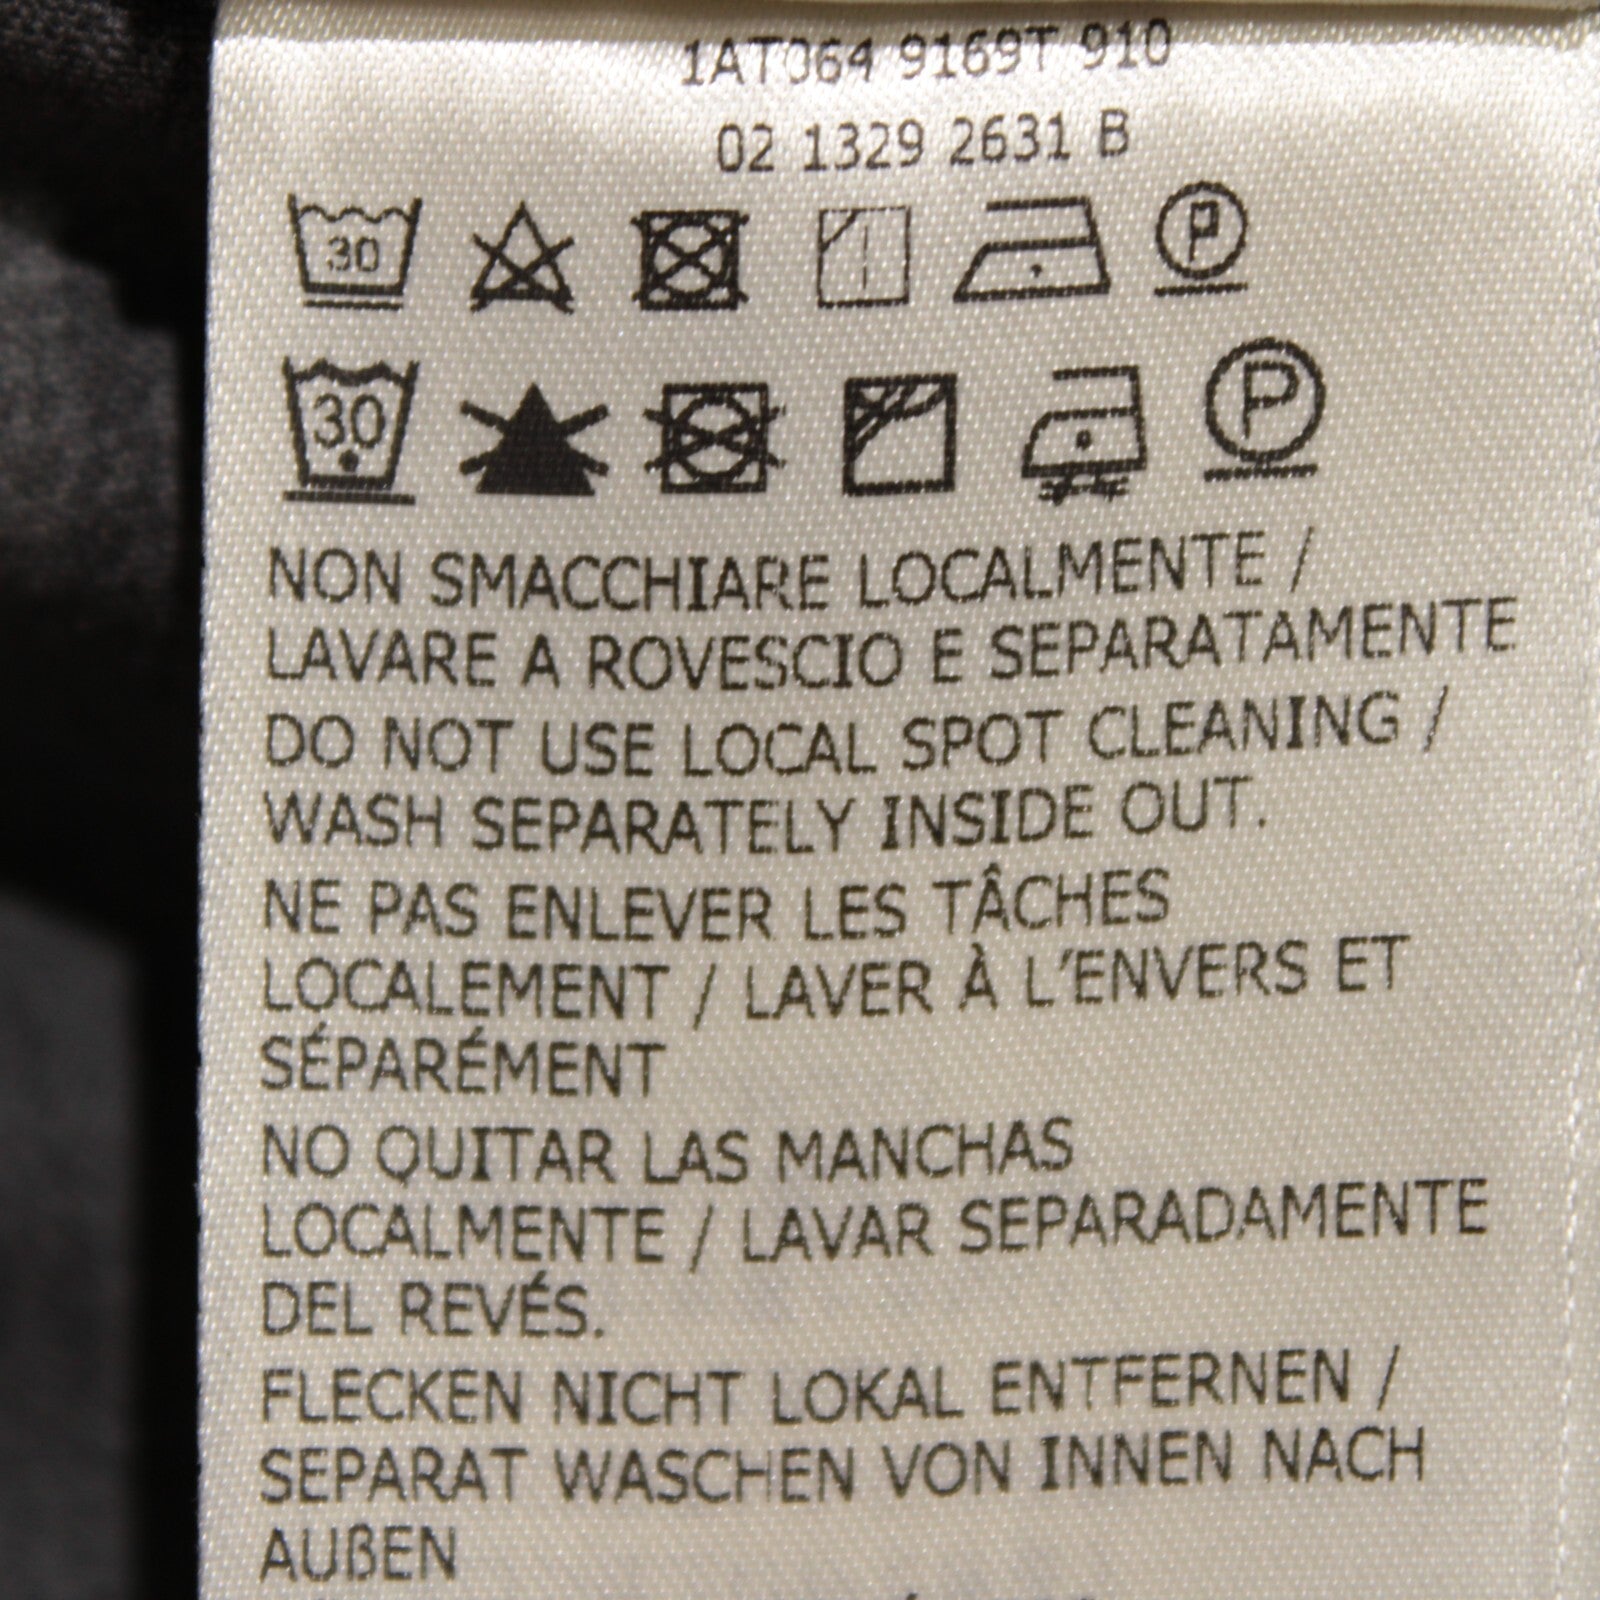 1AT064 9169T 910
02 1329 2631 B
30 P
30 P
NON SMACCHIARE LOCALMENTE /
LAVARE A ROVESCIO E SEPARATAMENTE
DO NOT USE LOCAL SPOT CLEANING /
WASH SEPARATELY INSIDE OUT.
NE PAS ENLEVER LES TÂCHES
LOCALEMENT / LAVER À L'ENVERS ET
SÉPARÉMENT
NO QUITAR LAS MANCHAS
LOCALMENTE / LAVAR SEPARADAMENTE
DEL REVÉS.
FLECKEN NICHT LOKAL ENTFERNEN /
SEPARAT WASCHEN VON INNEN NACH
AUßEN